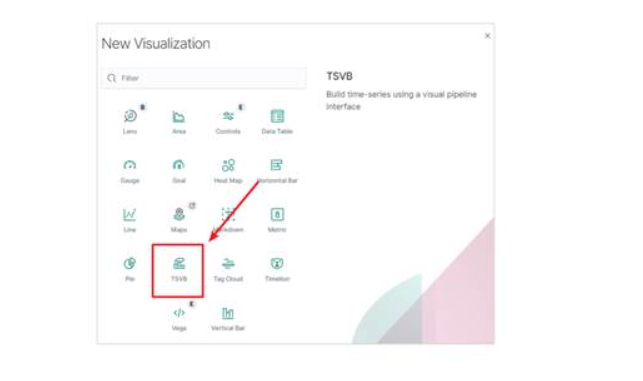 New Visualization
Filter
TSVB
Build time-series using a visual pipeline
interface
Lens Area Controls Data Table
Gauge Goal Heat Map Horizontal Bar
Line Maps Markdown Metric
Pie TSVB Tag Cloud Timelion
Vega Vertical Bar